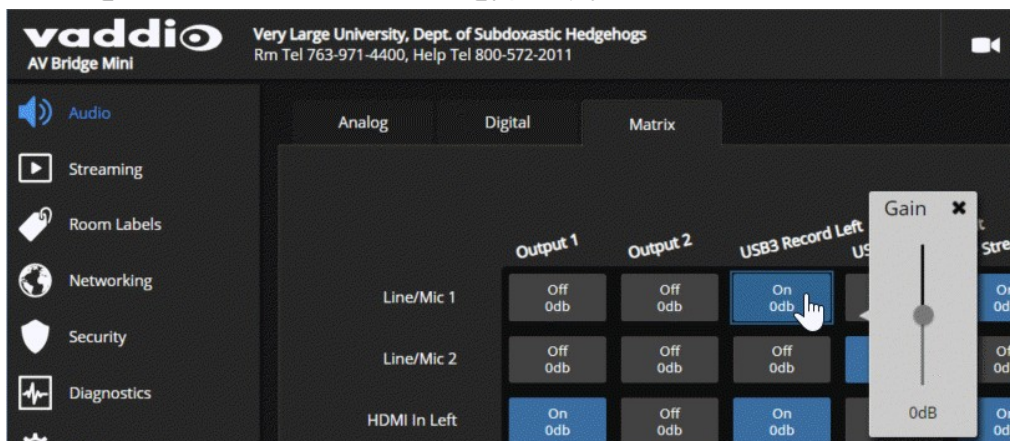 vaddio
AV Bridge Mini
Very Large University, Dept. of Subdoxastic Hedgehogs
Rm Tel 763-971-4400, Help Tel 800-572-2011
Audio
Streaming
Room Labels
Networking
Security
Diagnostics
Analog Digital Matrix
Output 1 Output 2 USB3 Record Left
Gain
Line/Mic 1
Off 0db
Off 0db
On 0db
Line/Mic 2
Off 0db
Off 0db
Off 0db
HDMI In Left
On 0db
Off 0db
On 0db
0dB